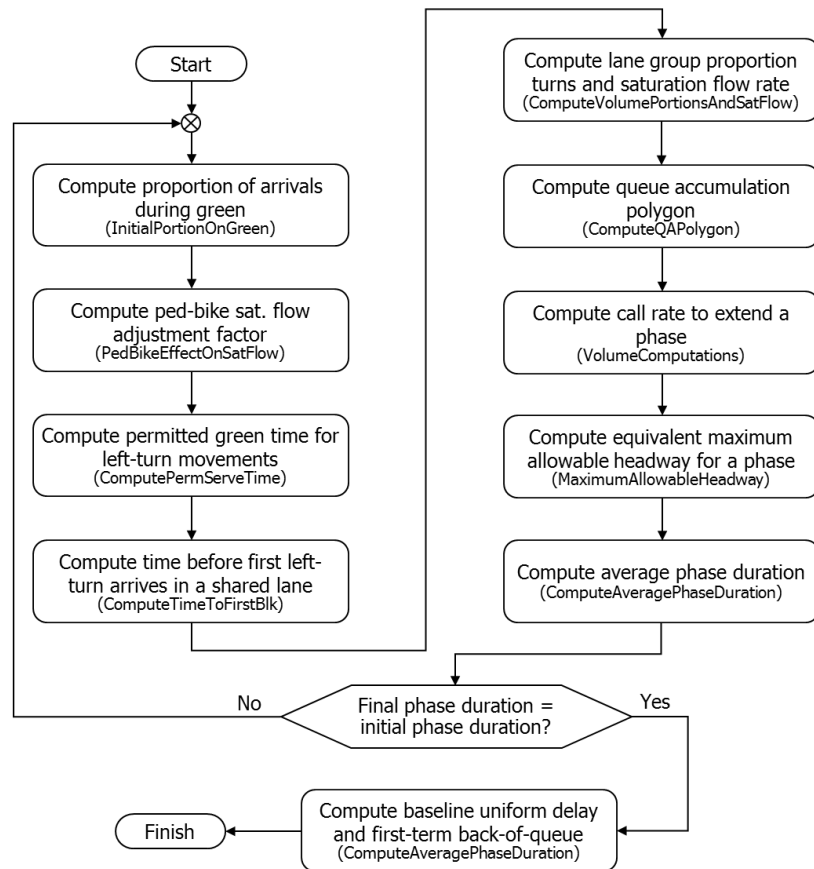 Start
Compute proportion of arrivals
during green
(InitialPortionOnGreen)
Compute ped-bike sat. flow
adjustment factor
(PedBikeEffectOnSatFlow)
Compute permitted green time for
left-turn movements
(ComputePermServeTime)
Compute time before first left-
turn arrives in a shared lane
(ComputeTimeToFirstBlk)
Compute lane group proportion
turns and saturation flow rate
(ComputeVolumePortionsAndSatFlow)
Compute queue accumulation
polygon
(ComputeQAPolygon)
Compute call rate to extend a
phase
(VolumeComputations)
Compute equivalent maximum
allowable headway for a phase
(MaximumAllowableHeadway)
Compute average phase duration
(ComputeAveragePhaseDuration)
No
Final phase duration =
initial phase duration?
Yes
Compute baseline uniform delay
and first-term back-of-queue
(ComputeAveragePhaseDuration)
Finish